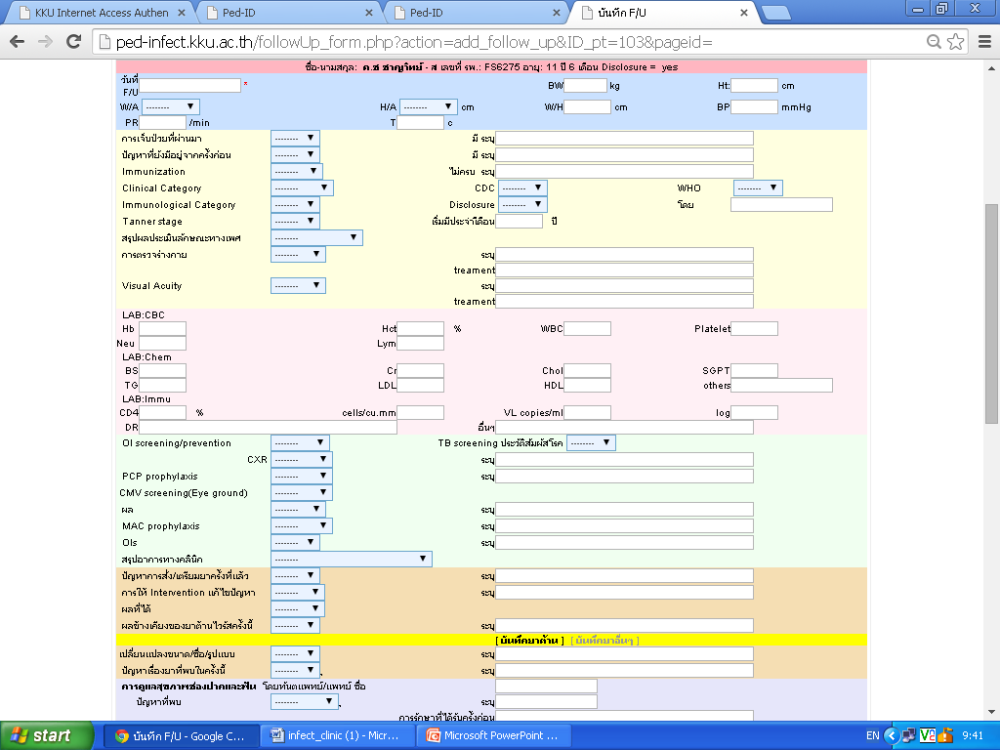 KKU Internet Access Authen
Ped-ID
Ped-ID
บันทึก F/U
ped-infect.kku.ac.th/followUp_form.php?action=add_follow_up&ID_pt=103&pageid=
ชื่อ-นามสกุล: ด.ช ชาญวิทย์ - ส เลขที่ รพ.: FS6275 อายุ: 11 ปี 6 เดือน Disclosure = yes
วันที่ F/U * BW kg Ht: cm
W/A -------- H/A -------- cm W/H cm BP mmHg
PR /min T c
การเจ็บป่วยที่ผ่านมา -------- มี ระบุ
ปัญหาที่ยังมีอยู่จากครั้งก่อน -------- มี ระบุ
Immunization -------- ไม่ครบ ระบุ
Clinical Category -------- CDC -------- WHO --------
Immunological Category -------- Disclosure -------- โดย
Tanner stage -------- เริ่มมีประจำเดือน ปี
สรุปผลประเมินลักษณะทางเพศ --------
การตรวจร่างกาย -------- ระบุ
treament
Visual Acuity -------- ระบุ
treament
LAB:CBC
Hb Hct % WBC Platelet
Neu Lym
LAB:Chem
BS Cr Chol SGPT
TG LDL HDL others
LAB:Immu
CD4 % cells/cu.mm VL copies/ml log
DR อื่นๆ
OI screening/prevention -------- TB screening ประวัติสัมผัสโรค --------
CXR -------- ระบุ
PCP prophylaxis -------- ระบุ
CMV screening(Eye ground) --------
ผล -------- ระบุ
MAC prophylaxis -------- ระบุ
OIs -------- ระบุ
สรุปอาการทางคลินิก --------
ปัญหาการสั่ง/เตรียมยาครั้งที่แล้ว -------- ระบุ
การให้ Intervention แก้ไขปัญหา -------- ระบุ
ผลที่ได้ --------
ผลข้างเคียงของยาต้านไวรัสครั้งนี้ -------- ระบุ
[ บันทึกยาต้าน ] [ บันทึกยาอื่นๆ ]
เปลี่ยนแปลงขนาด/ชื่อ/รูปแบบ -------- ระบุ
ปัญหาเรื่องยาที่พบในครั้งนี้ -------- ระบุ
การดูแลสุขภาพช่องปากและฟัน โดยทันตแพทย์/แพทย์ ชื่อ
ปัญหาที่พบ -------- ระบุ
การรักษาที่ได้รับครั้งก่อน
start บันทึก F/U - Google C... infect_clinic (1) - Mic... Microsoft PowerPoint ... EN 9:41